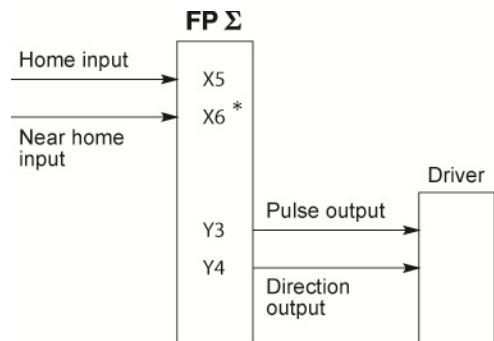 FP Σ
Home input
X5
X6 *
Near home
input
Driver
Y3
Pulse output
Y4
Direction
output